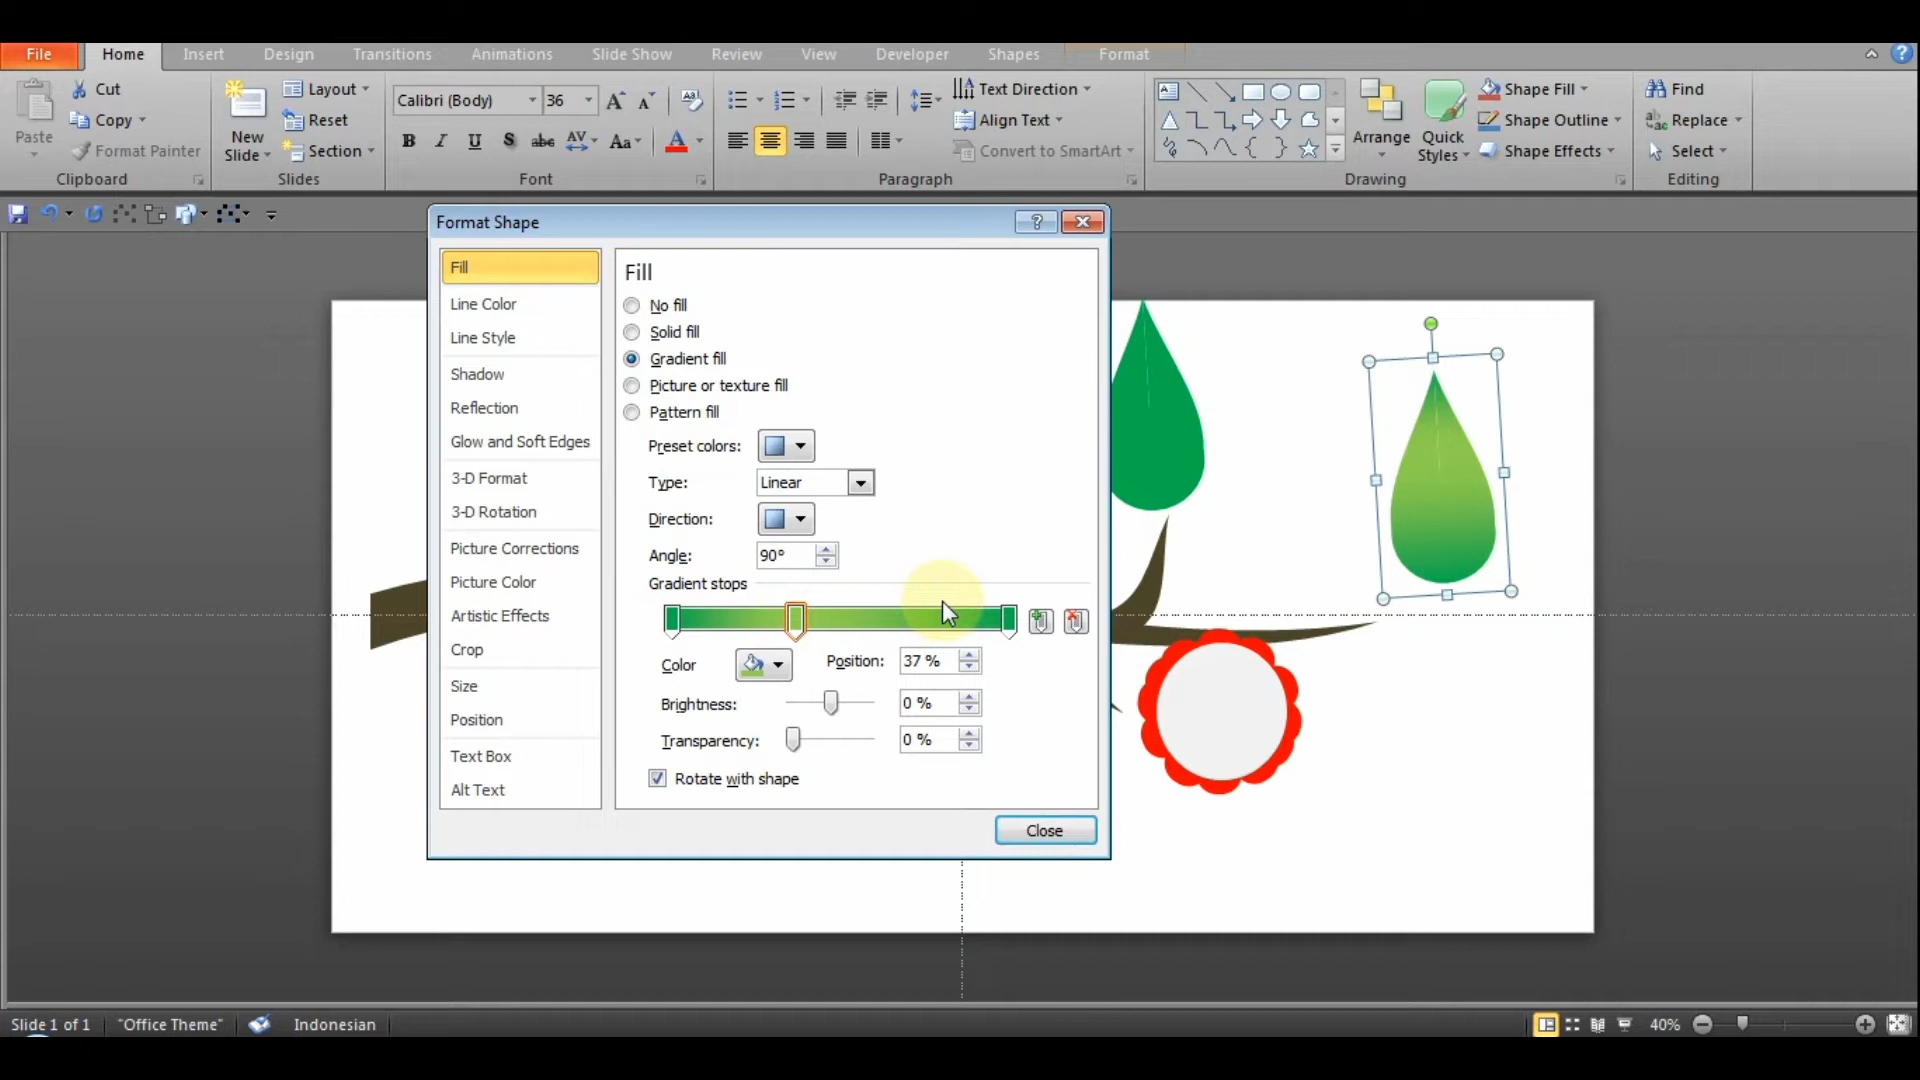 File Home Insert Design Transitions Animations Slide Show Review View Developer Shapes Format
Cut Layout Calibri (Body) 36 Text Direction Shape Fill Find
Copy Reset Align Text Shape Outline Replace
Paste Format Painter New Slide Section B I U S abc AV Aa A Convert to SmartArt Arrange Quick Styles Shape Effects Select
Clipboard Slides Font Paragraph Drawing Editing
Format Shape
Fill
Line Color
Line Style
Shadow
Reflection
Glow and Soft Edges
3-D Format
3-D Rotation
Picture Corrections
Picture Color
Artistic Effects
Crop
Size
Position
Text Box
Alt Text
Fill
No fill
Solid fill
Gradient fill
Picture or texture fill
Pattern fill
Preset colors:
Type: Linear
Direction:
Angle: 90°
Gradient stops
Color Position: 37 %
Brightness: 0 %
Transparency: 0 %
Rotate with shape
Close
Slide 1 of 1 "Office Theme" Indonesian 40%